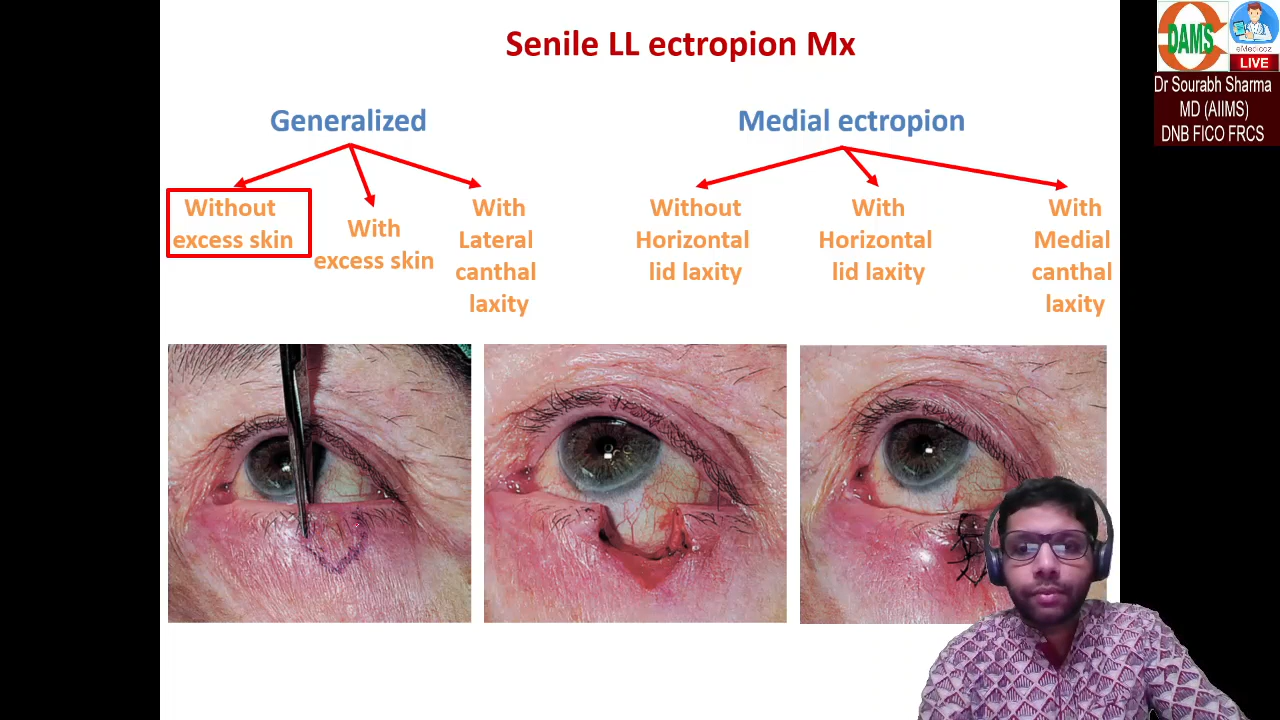 Senile LL ectropion Mx
DAMS
eMedicoz
LIVE
Dr Sourabh Sharma
MD (AIIMS)
DNB FICO FRCS
Generalized
Medial ectropion
Without
excess skin
With
excess skin
With
Lateral
canthal
laxity
Without
Horizontal
lid laxity
With
Horizontal
lid laxity
With
Medial
canthal
laxity